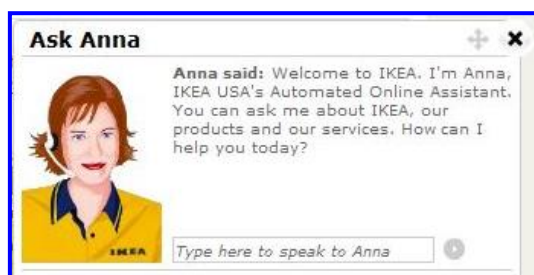 Ask Anna
Anna said: Welcome to IKEA. I'm Anna,
IKEA USA's Automated Online Assistant.
You can ask me about IKEA, our
products and our services. How can I
help you today?
IKEA
Type here to speak to Anna